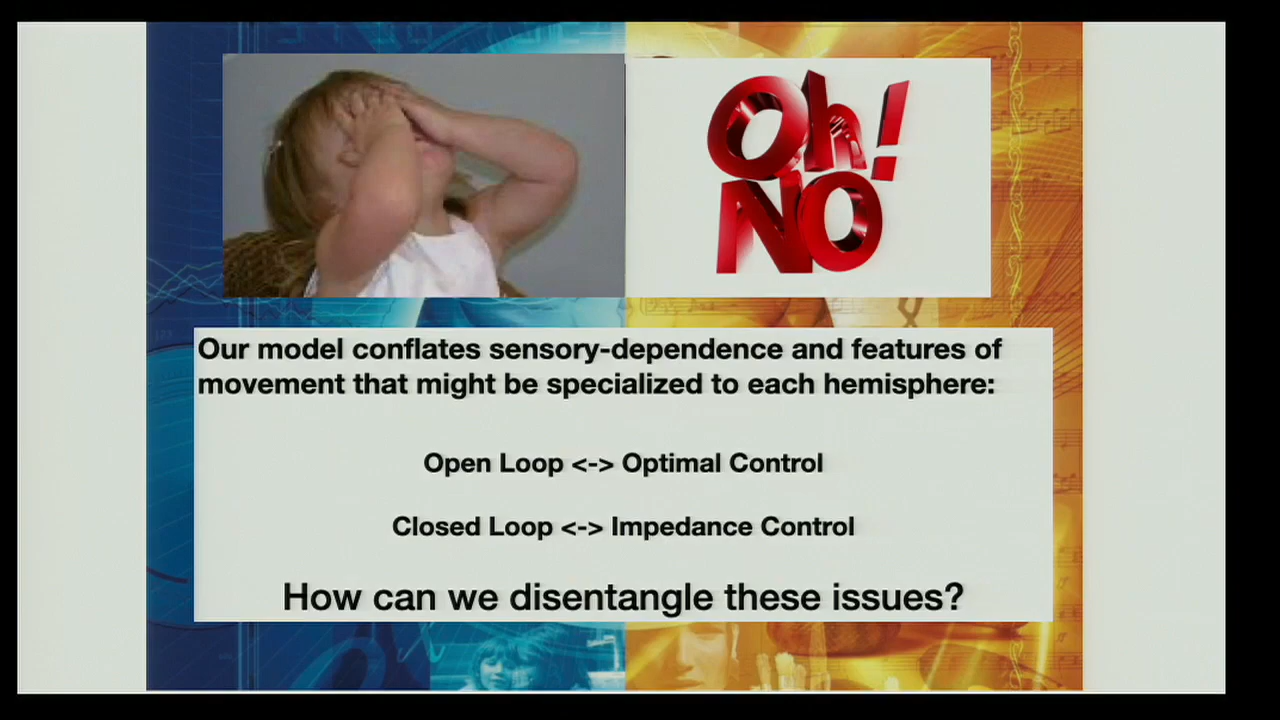 Oh!
NO
Our model conflates sensory-dependence and features of
movement that might be specialized to each hemisphere:
Open Loop <-> Optimal Control
Closed Loop <-> Impedance Control
How can we disentangle these issues?